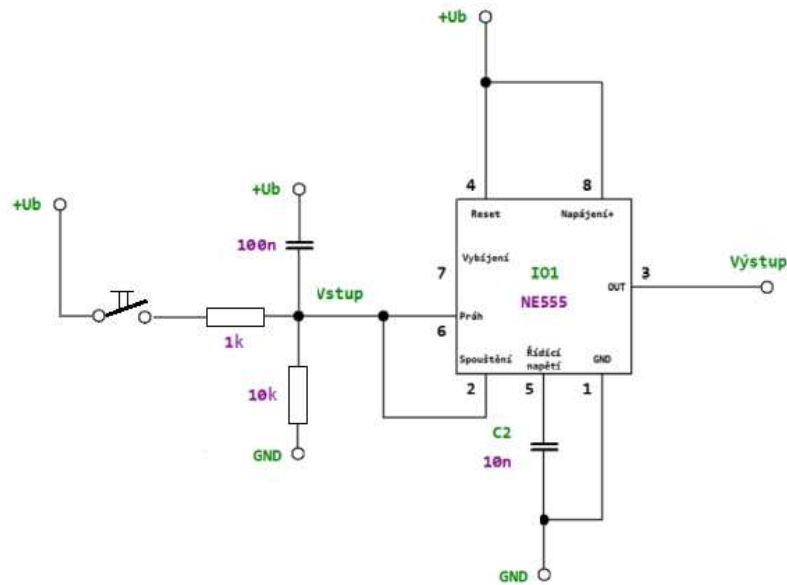 +Ub
4
8
+Ub
+Ub
Reset
Napájení+
100n
Vybíjení
7
IO1
3
Výstup
Vstup
OUT
NE555
Práh
6
1k
Spouštění
Řídící
napětí
GND
2
5
1
10k
C2
GND
10n
GND